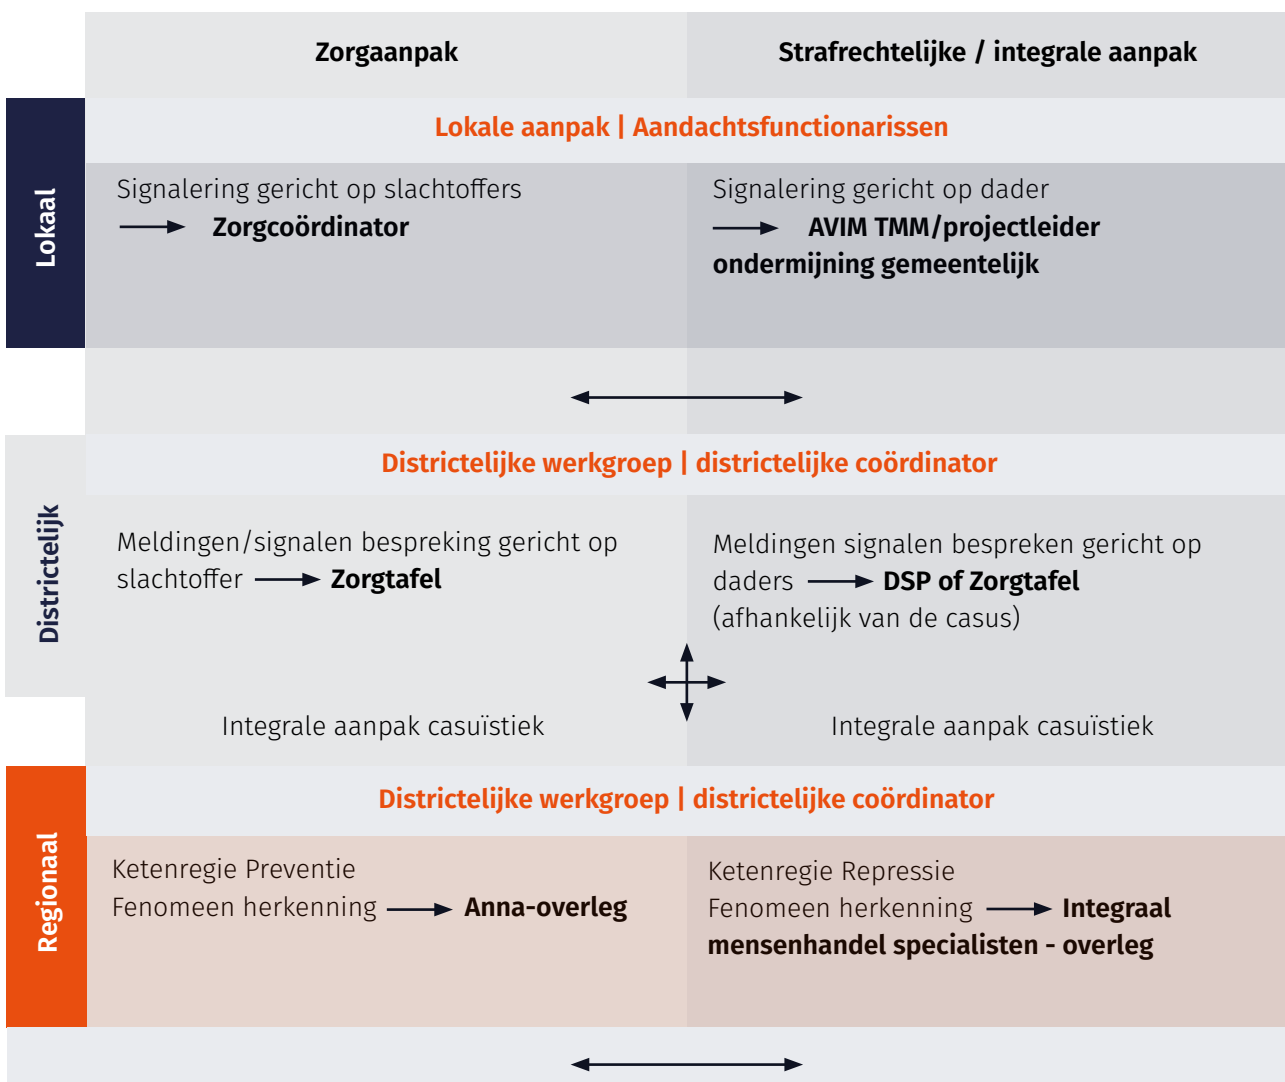 Zorgaanpak
Strafrechtelijke / integrale aanpak
Lokaal
Lokale aanpak | Aandachtsfunctionarissen
Signalering gericht op slachtoffers
Zorgcoördinator
Signalering gericht op dader
AVIM TMM/projectleider
ondermijning gemeentelijk
Districtelijk
Districtelijke werkgroep | districtelijke coördinator
Meldingen/signalen bespreking gericht op
slachtoffer Zorgtafel
Meldingen signalen bespreken gericht op
daders DSP of Zorgtafel
(afhankelijk van de casus)
Integrale aanpak casuïstiek
Integrale aanpak casuïstiek
Regionaal
Districtelijke werkgroep | districtelijke coördinator
Ketenregie Preventie
Fenomeen herkenning Anna-overleg
Ketenregie Repressie
Fenomeen herkenning Integraal
mensenhandel specialisten - overleg